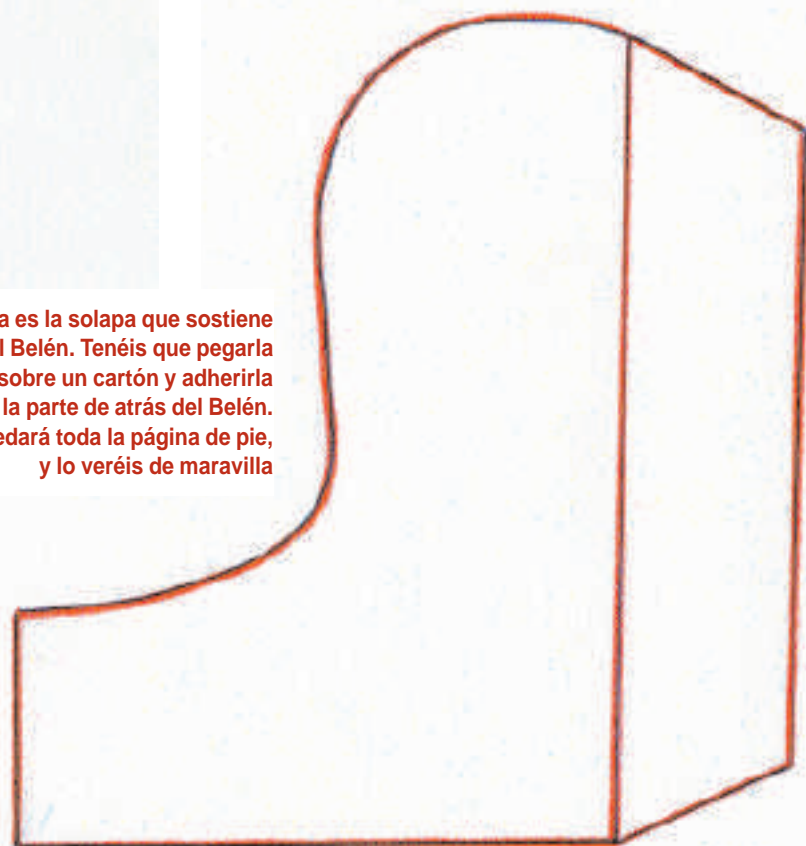 a es la solapa que sostiene
l Belén. Tenéis que pegarla
sobre un cartón y adherirla
la parte de atrás del Belén.
edará toda la página de pie,
y lo veréis de maravilla